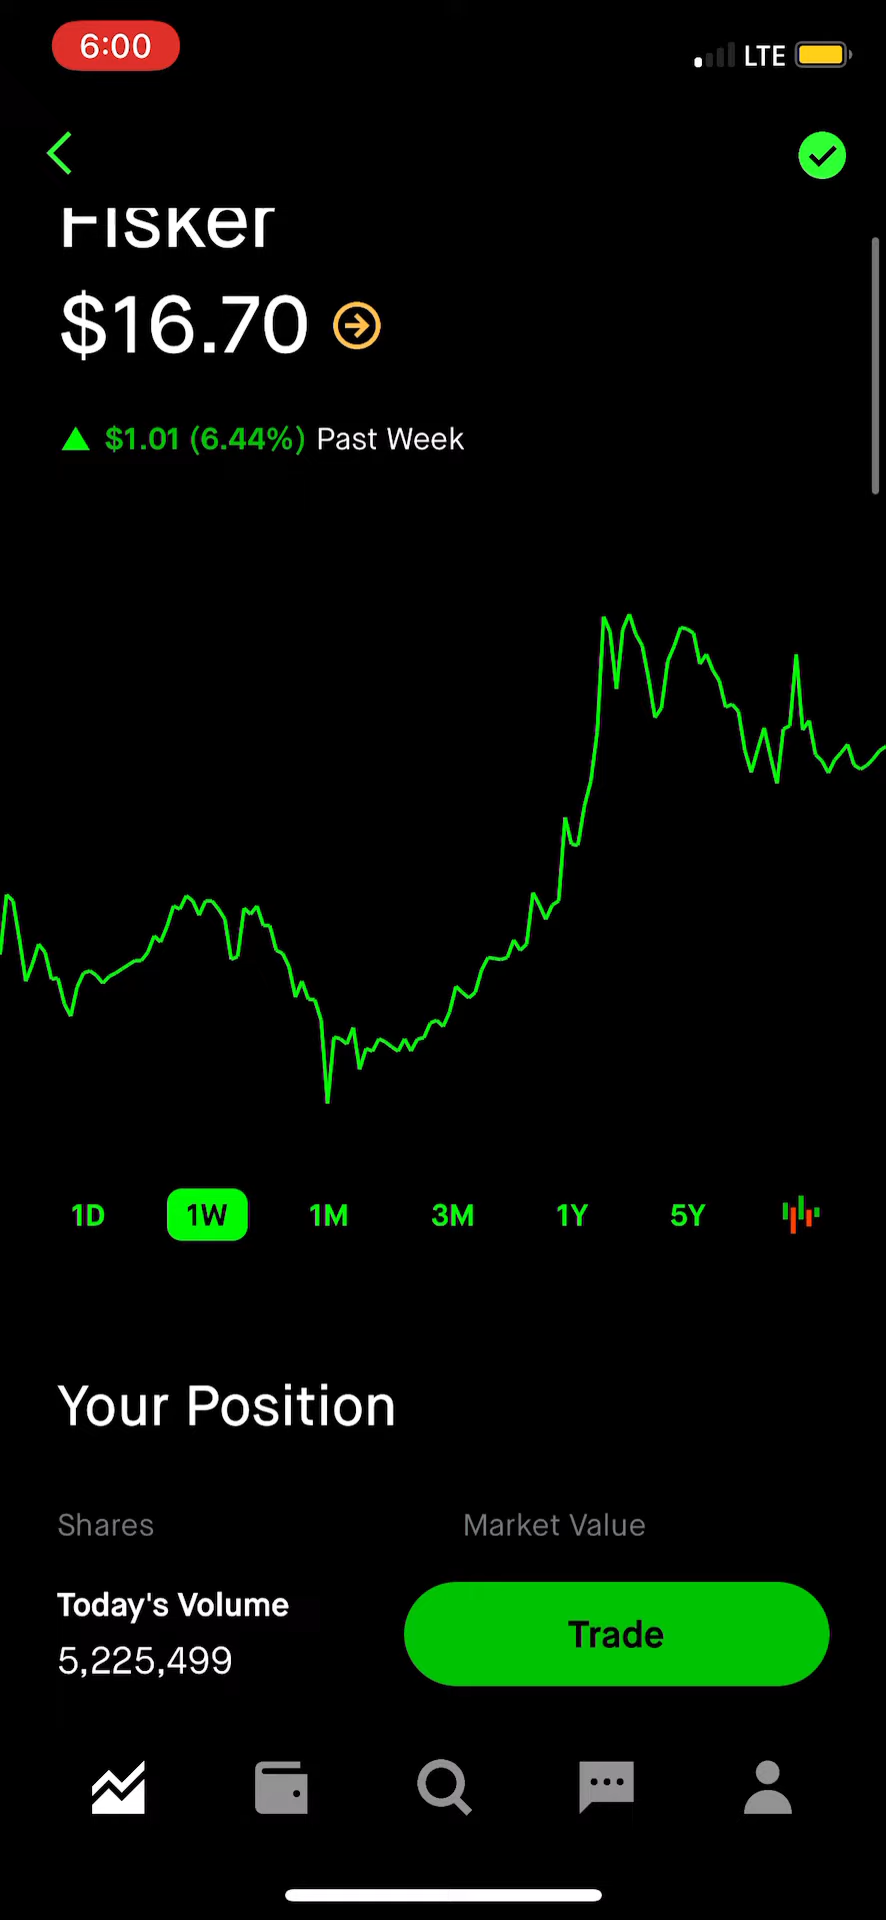 6:00
LTE
Fisker
$16.70
$1.01 (6.44%) Past Week
1D 1W 1M 3M 1Y 5Y
Your Position
Shares Market Value
Today's Volume
5,225,499
Trade